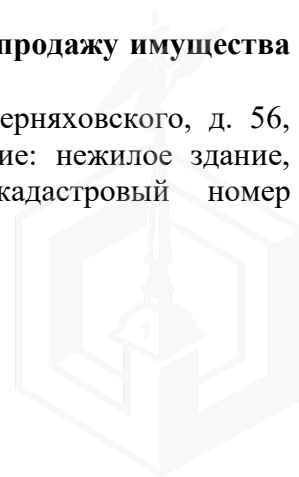 продажу имущества
ерняховского, д. 56,
ие: нежилое здание,
кадастровый номер